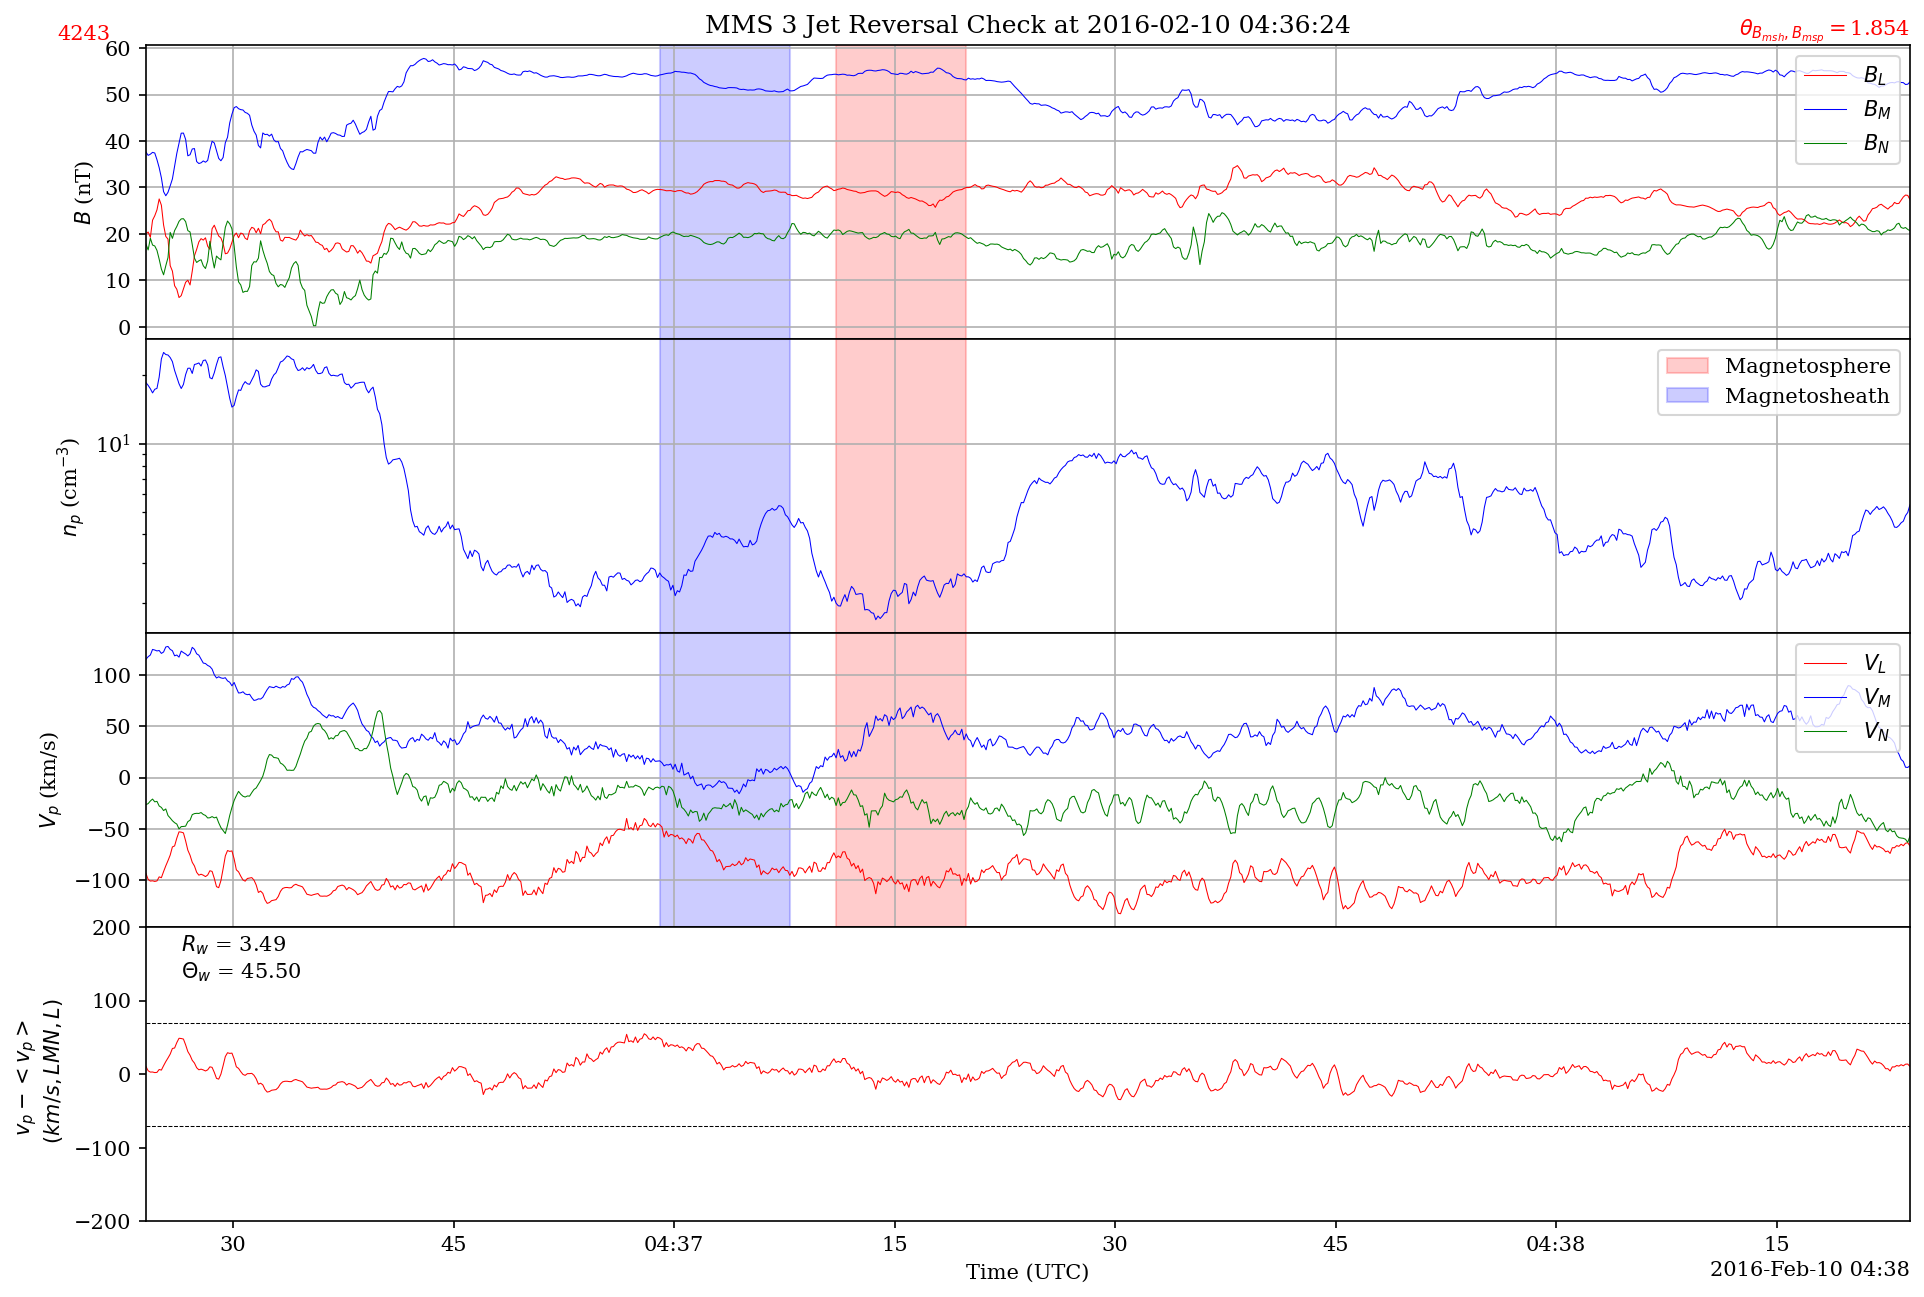 MMS 3 Jet Reversal Check at 2016-02-10 04:36:24
4243
θ_{B_{msh}, B_{msp}} = 1.854
60
50
40
30
20
10
0
B (nT)
B_L
B_M
B_N
10^1
n_p (cm^{-3})
Magnetosphere
Magnetosheath
100
50
0
−50
−100
V_p (km/s)
V_L
V_M
V_N
200
100
0
−100
−200
v_p − < v_p >
(km/s, LMN, L)
R_w = 3.49
Θ_w = 45.50
30 45 04:37 15 30 45 04:38 15
Time (UTC)
2016-Feb-10 04:38